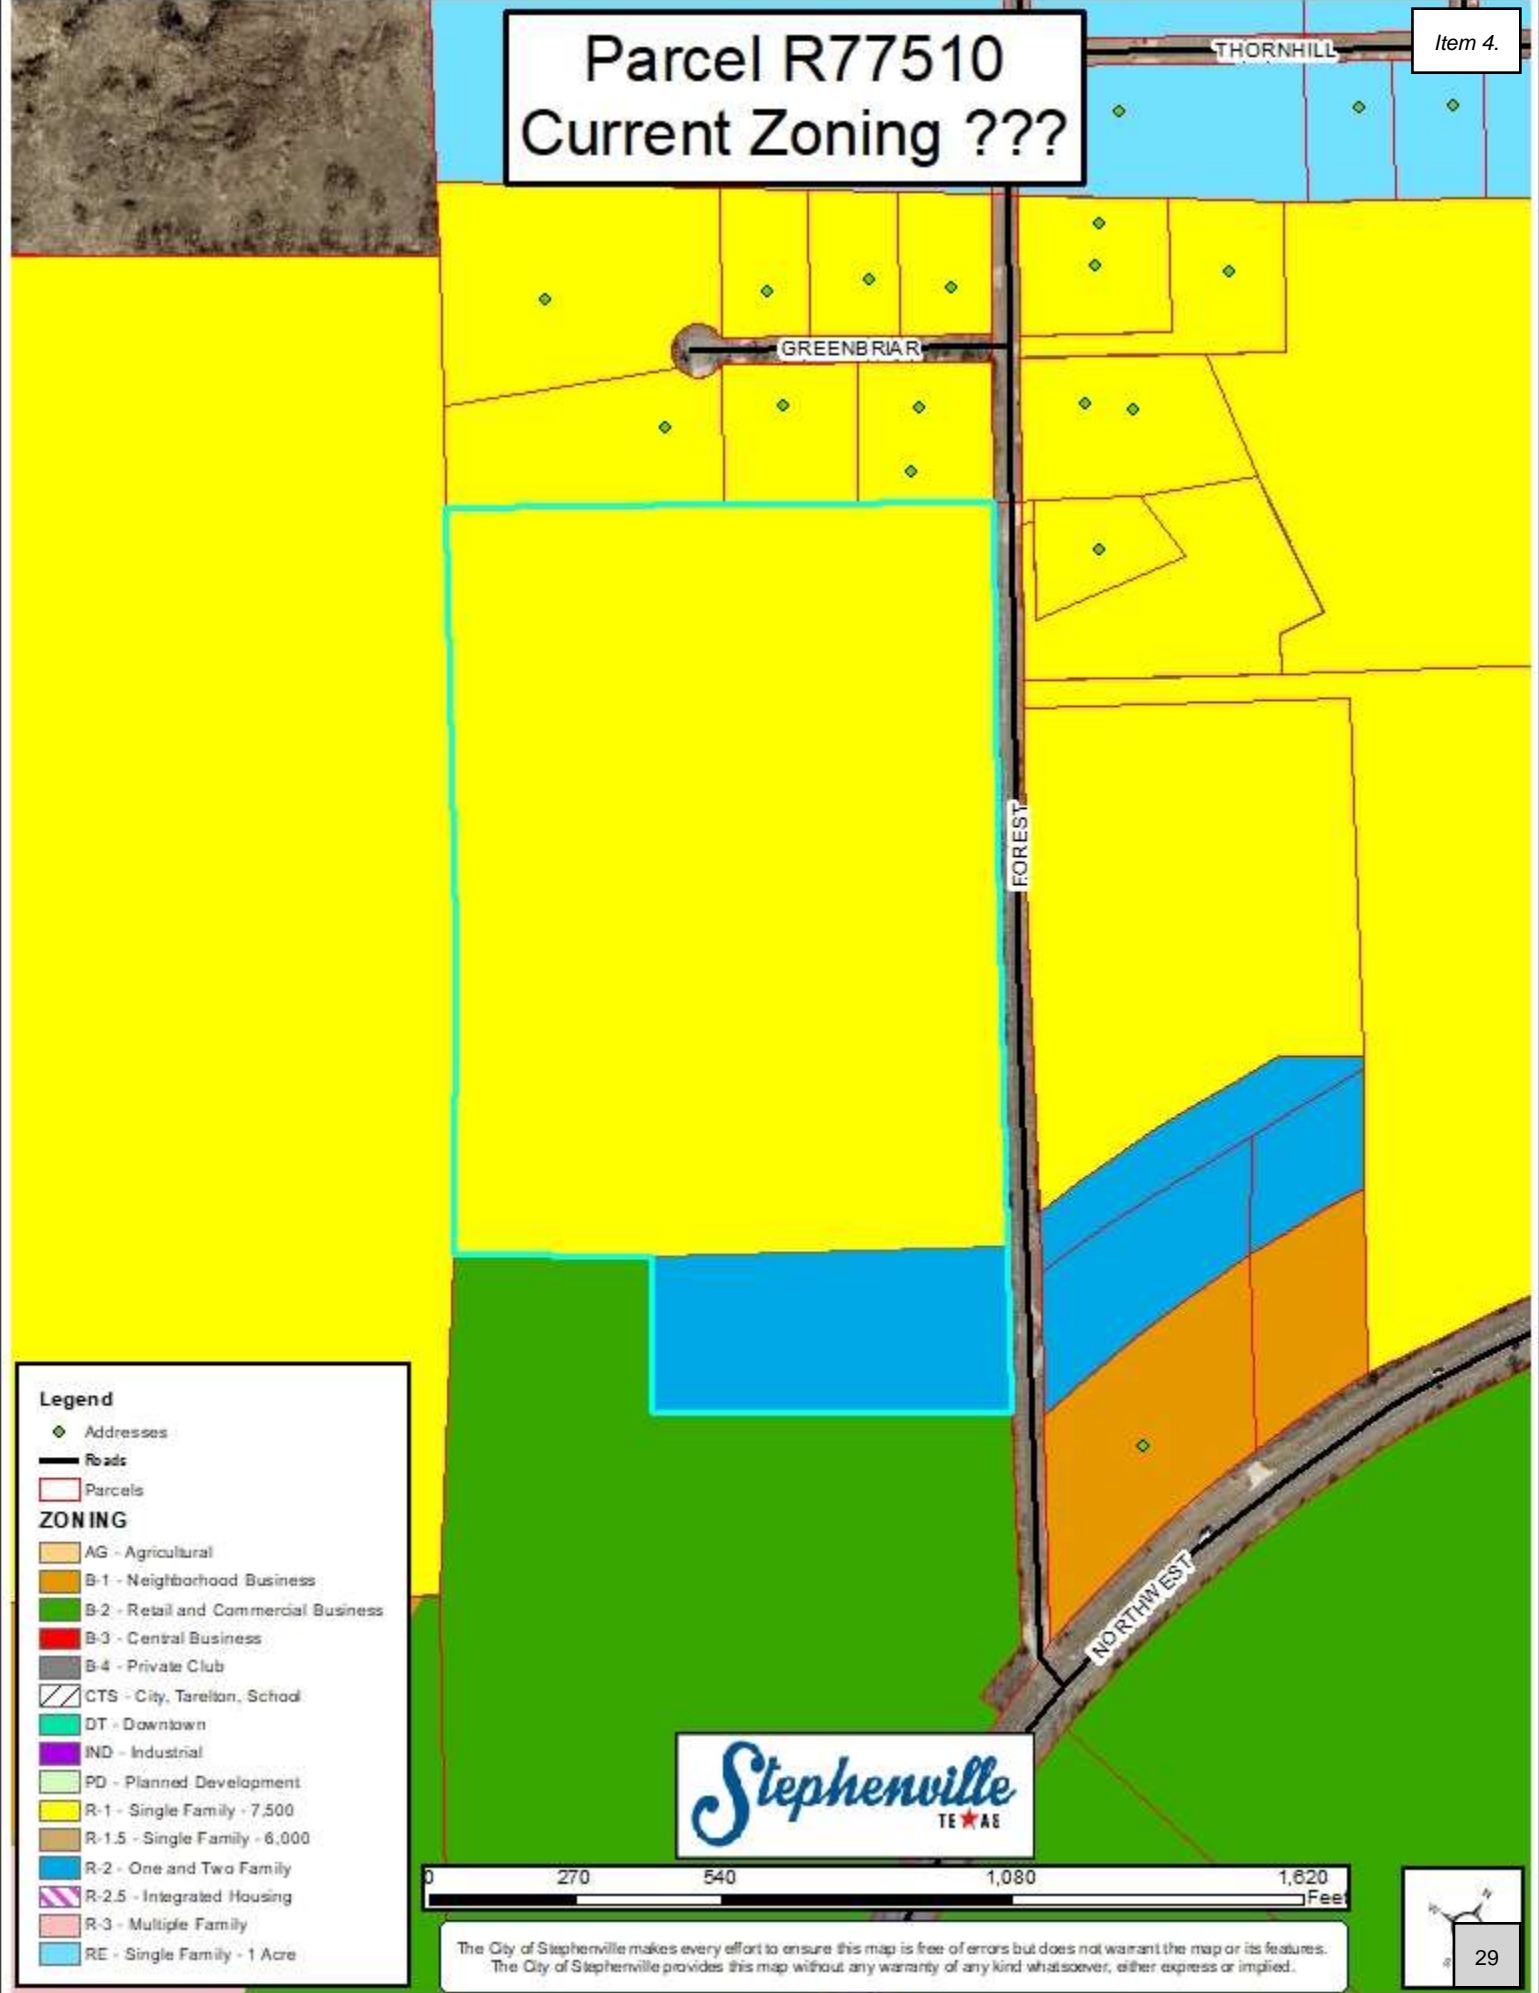 Parcel R77510
Current Zoning ???
Item 4.
THORNHILL
GREENBRIAR
FOREST
NORTHWEST
Legend
Addresses
Roads
Parcels
ZONING
AG - Agricultural
B-1 - Neighborhood Business
B-2 - Retail and Commercial Business
B-3 - Central Business
B-4 - Private Club
CTS - City, Tarelton, School
DT - Downtown
IND - Industrial
PD - Planned Development
R-1 - Single Family - 7,500
R-1.5 - Single Family - 6,000
R-2 - One and Two Family
R-2.5 - Integrated Housing
R-3 - Multiple Family
RE - Single Family - 1 Acre
Stephenville
TEXAS
0 270 540 1,080 1,620
Feet
The City of Stephenville makes every effort to ensure this map is free of errors but does not warrant the map or its features.
The City of Stephenville provides this map without any warranty of any kind whatsoever, either express or implied.
N
29